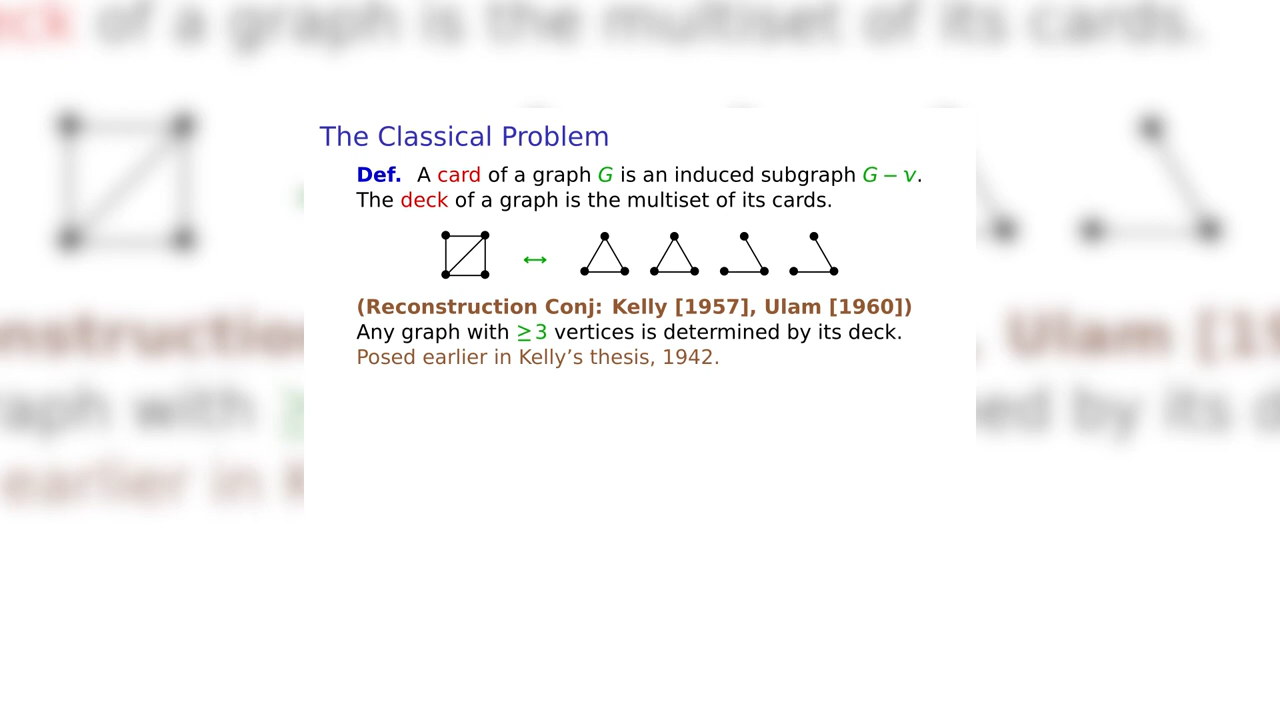 The Classical Problem
Def. A card of a graph G is an induced subgraph G − v.
The deck of a graph is the multiset of its cards.
↔
(Reconstruction Conj: Kelly [1957], Ulam [1960])
Any graph with ≥ 3 vertices is determined by its deck.
Posed earlier in Kelly’s thesis, 1942.